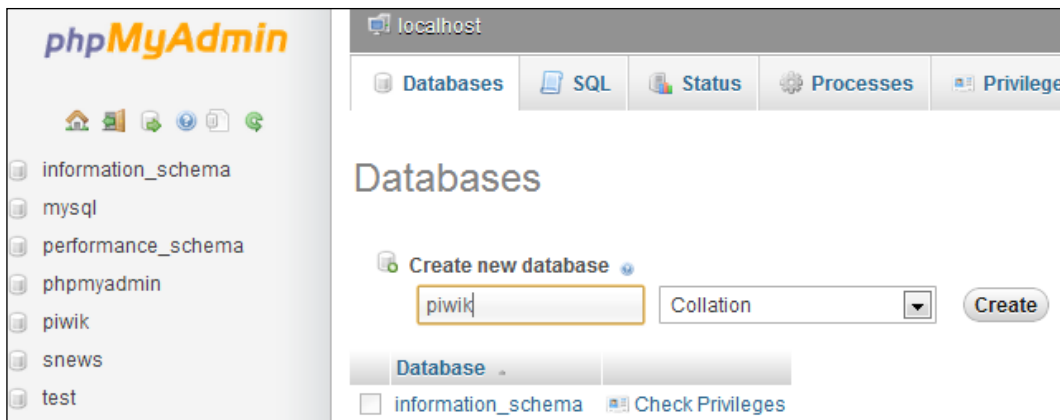 phpMyAdmin
information_schema
mysql
performance_schema
phpmyadmin
piwik
snews
test
localhost
Databases SQL Status Processes Privilege
Databases
Create new database
piwik Collation Create
Database
information_schema Check Privileges